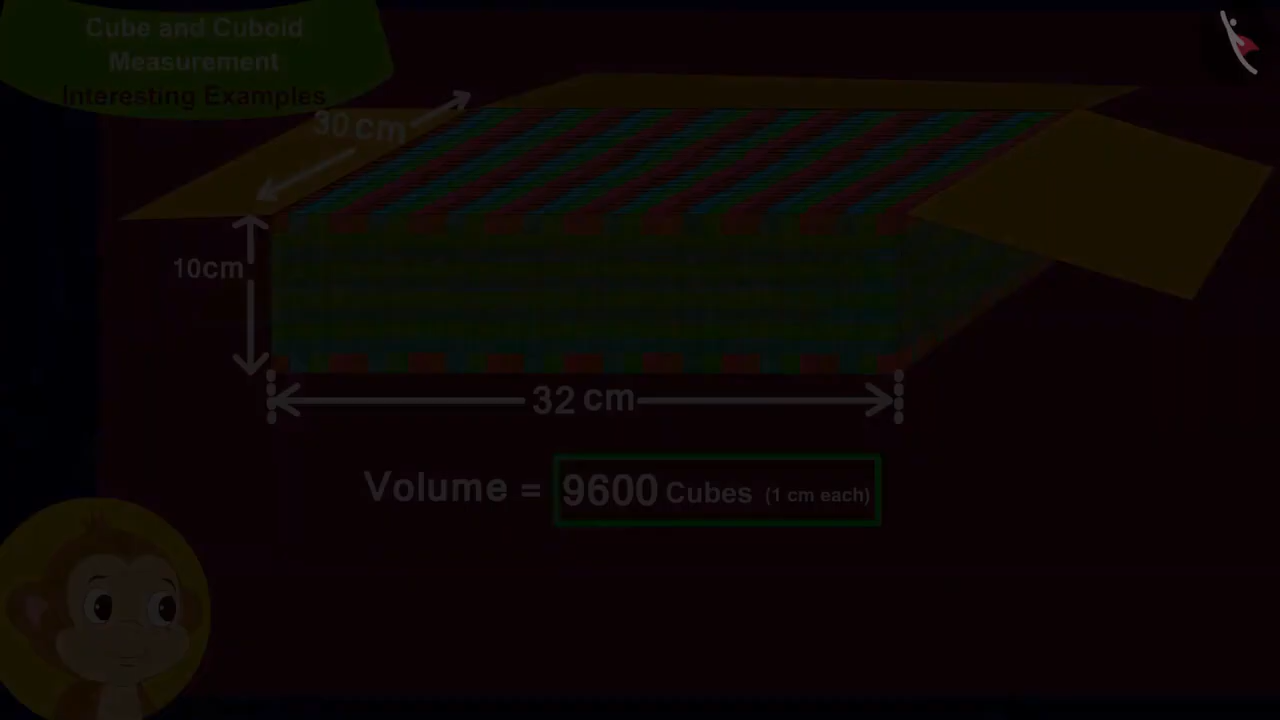 Cube and Cuboid
Measurement
Interesting Examples
30 cm
10cm
32 cm
Volume = 9600 Cubes (1 cm each)